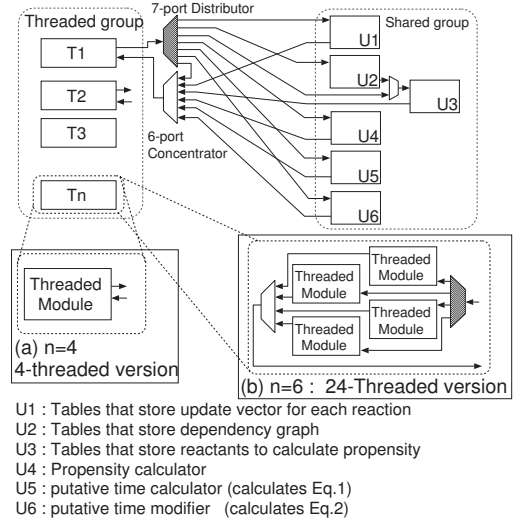 7-port Distributor
Threaded group
Shared group
T1
T2
T3
Tn
6-port
Concentrator
U1
U2
U3
U4
U5
U6
Threaded
Module
(a) n=4
4-threaded version
Threaded
Module
Threaded
Module
Threaded
Module
Threaded
Module
(b) n=6 : 24-Threaded version
U1 : Tables that store update vector for each reaction
U2 : Tables that store dependency graph
U3 : Tables that store reactants to calculate propensity
U4 : Propensity calculator
U5 : putative time calculator (calculates Eq.1)
U6 : putative time modifier (calculates Eq.2)